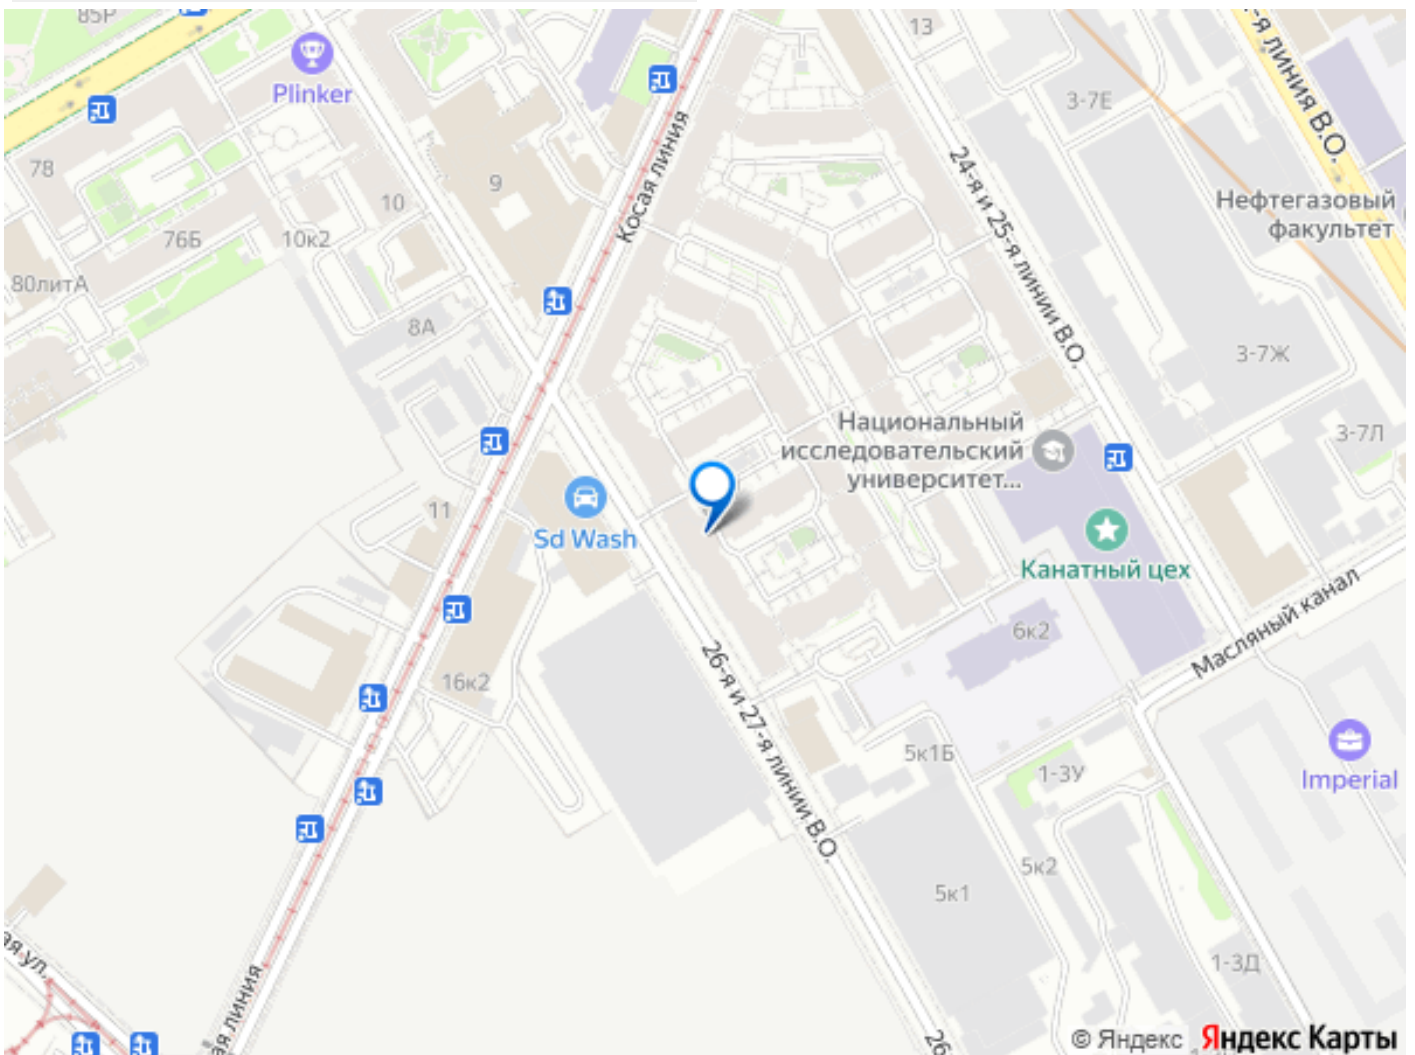 85Р
13
-я линия В.О.
Plinker
3-7Е
78
9
Косая линия
24-я и 25-я линии В.О.
Нефтегазовый
факультет
10
76Б
10к2
80литА
8А
3-7Ж
Национальный
исследовательский
университет...
3-7Л
11
Sd Wash
Канатный цех
Масляный канал
6к2
26-я и 27-я линии В.О.
16к2
5к1Б
1-3У
Imperial
5к2
5к1
ая ул.
1-3Д
ая линия
26
© Яндекс
Яндекс Карты